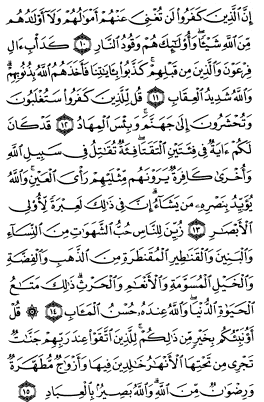 إِنَّ ٱلَّذِينَ كَفَرُواْ لَن تُغْنِيَ عَنْهُمْ أَمْوَٰلُهُمْ وَلَآ أَوْلَٰدُهُم
مِّنَ ٱللَّهِ شَيْـًٔا وَأُوْلَٰٓئِكَ هُمْ وَقُودُ ٱلنَّارِ ١٠ كَدَأْبِ ءَالِ
فِرْعَوْنَ وَٱلَّذِينَ مِن قَبْلِهِمْ كَذَّبُواْ بِـَٔايَٰتِنَا فَأَخَذَهُمُ ٱللَّهُ بِذُنُوبِهِمْ
وَٱللَّهُ شَدِيدُ ٱلْعِقَابِ ١١ قُل لِّلَّذِينَ كَفَرُواْ سَتُغْلَبُونَ
وَتُحْشَرُونَ إِلَىٰ جَهَنَّمَ وَبِئْسَ ٱلْمِهَادُ ١٢ قَدْ كَانَ
لَكُمْ ءَايَةٌ فِي فِئَتَيْنِ ٱلْتَقَتَا فِئَةٌ تُقَٰتِلُ فِي سَبِيلِ ٱللَّهِ
وَأُخْرَىٰ كَافِرَةٌ يَرَوْنَهُم مِّثْلَيْهِمْ رَأْيَ ٱلْعَيْنِ وَٱللَّهُ
يُؤَيِّدُ بِنَصْرِهِۦ مَن يَشَآءُ إِنَّ فِي ذَٰلِكَ لَعِبْرَةً لِّأُوْلِي
ٱلْأَبْصَٰرِ ١٣ زُيِّنَ لِلنَّاسِ حُبُّ ٱلشَّهَوَٰتِ مِنَ ٱلنِّسَآءِ
وَٱلْبَنِينَ وَٱلْقَنَٰطِيرِ ٱلْمُقَنطَرَةِ مِنَ ٱلذَّهَبِ وَٱلْفِضَّةِ
وَٱلْخَيْلِ ٱلْمُسَوَّمَةِ وَٱلْأَنْعَٰمِ وَٱلْحَرْثِ ذَٰلِكَ مَتَٰعُ
ٱلْحَيَوٰةِ ٱلدُّنْيَا وَٱللَّهُ عِندَهُۥ حُسْنُ ٱلْمَـَٔابِ ١٤ ۞ قُلْ
أَؤُنَبِّئُكُم بِخَيْرٍ مِّن ذَٰلِكُمْ لِلَّذِينَ ٱتَّقَوْاْ عِندَ رَبِّهِمْ جَنَّٰتٌ
تَجْرِي مِن تَحْتِهَا ٱلْأَنْهَٰرُ خَٰلِدِينَ فِيهَا وَأَزْوَٰجٌ مُّطَهَّرَةٌ
وَرِضْوَٰنٌ مِّنَ ٱللَّهِ وَٱللَّهُ بَصِيرٌۢ بِٱلْعِبَادِ ١٥